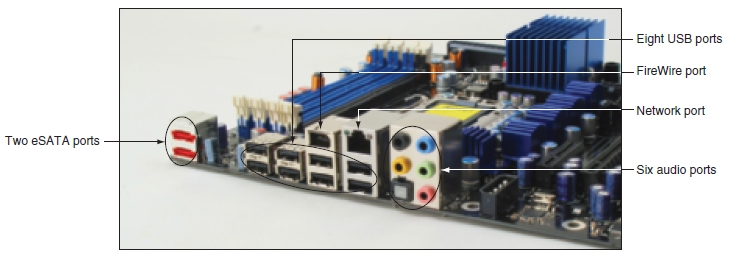 Eight USB ports
FireWire port
Network port
Two eSATA ports
Six audio ports